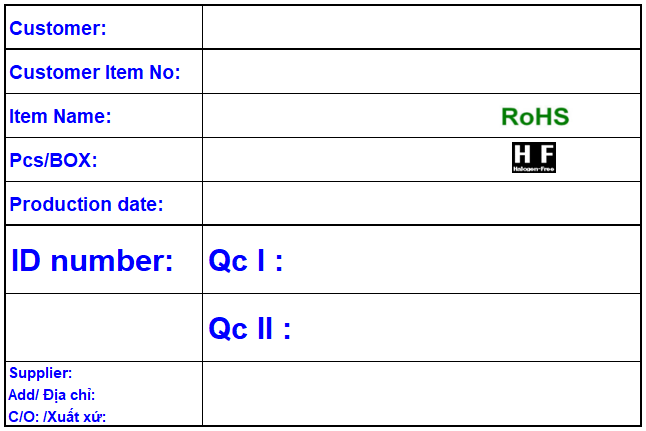 Customer:
Customer Item No:
Item Name:
RoHS
Pcs/BOX:
H F
Halogen-Free
Production date:
ID number: Qc I :
Qc II :
Supplier:
Add/ Địa chỉ:
C/O: /Xuất xứ: